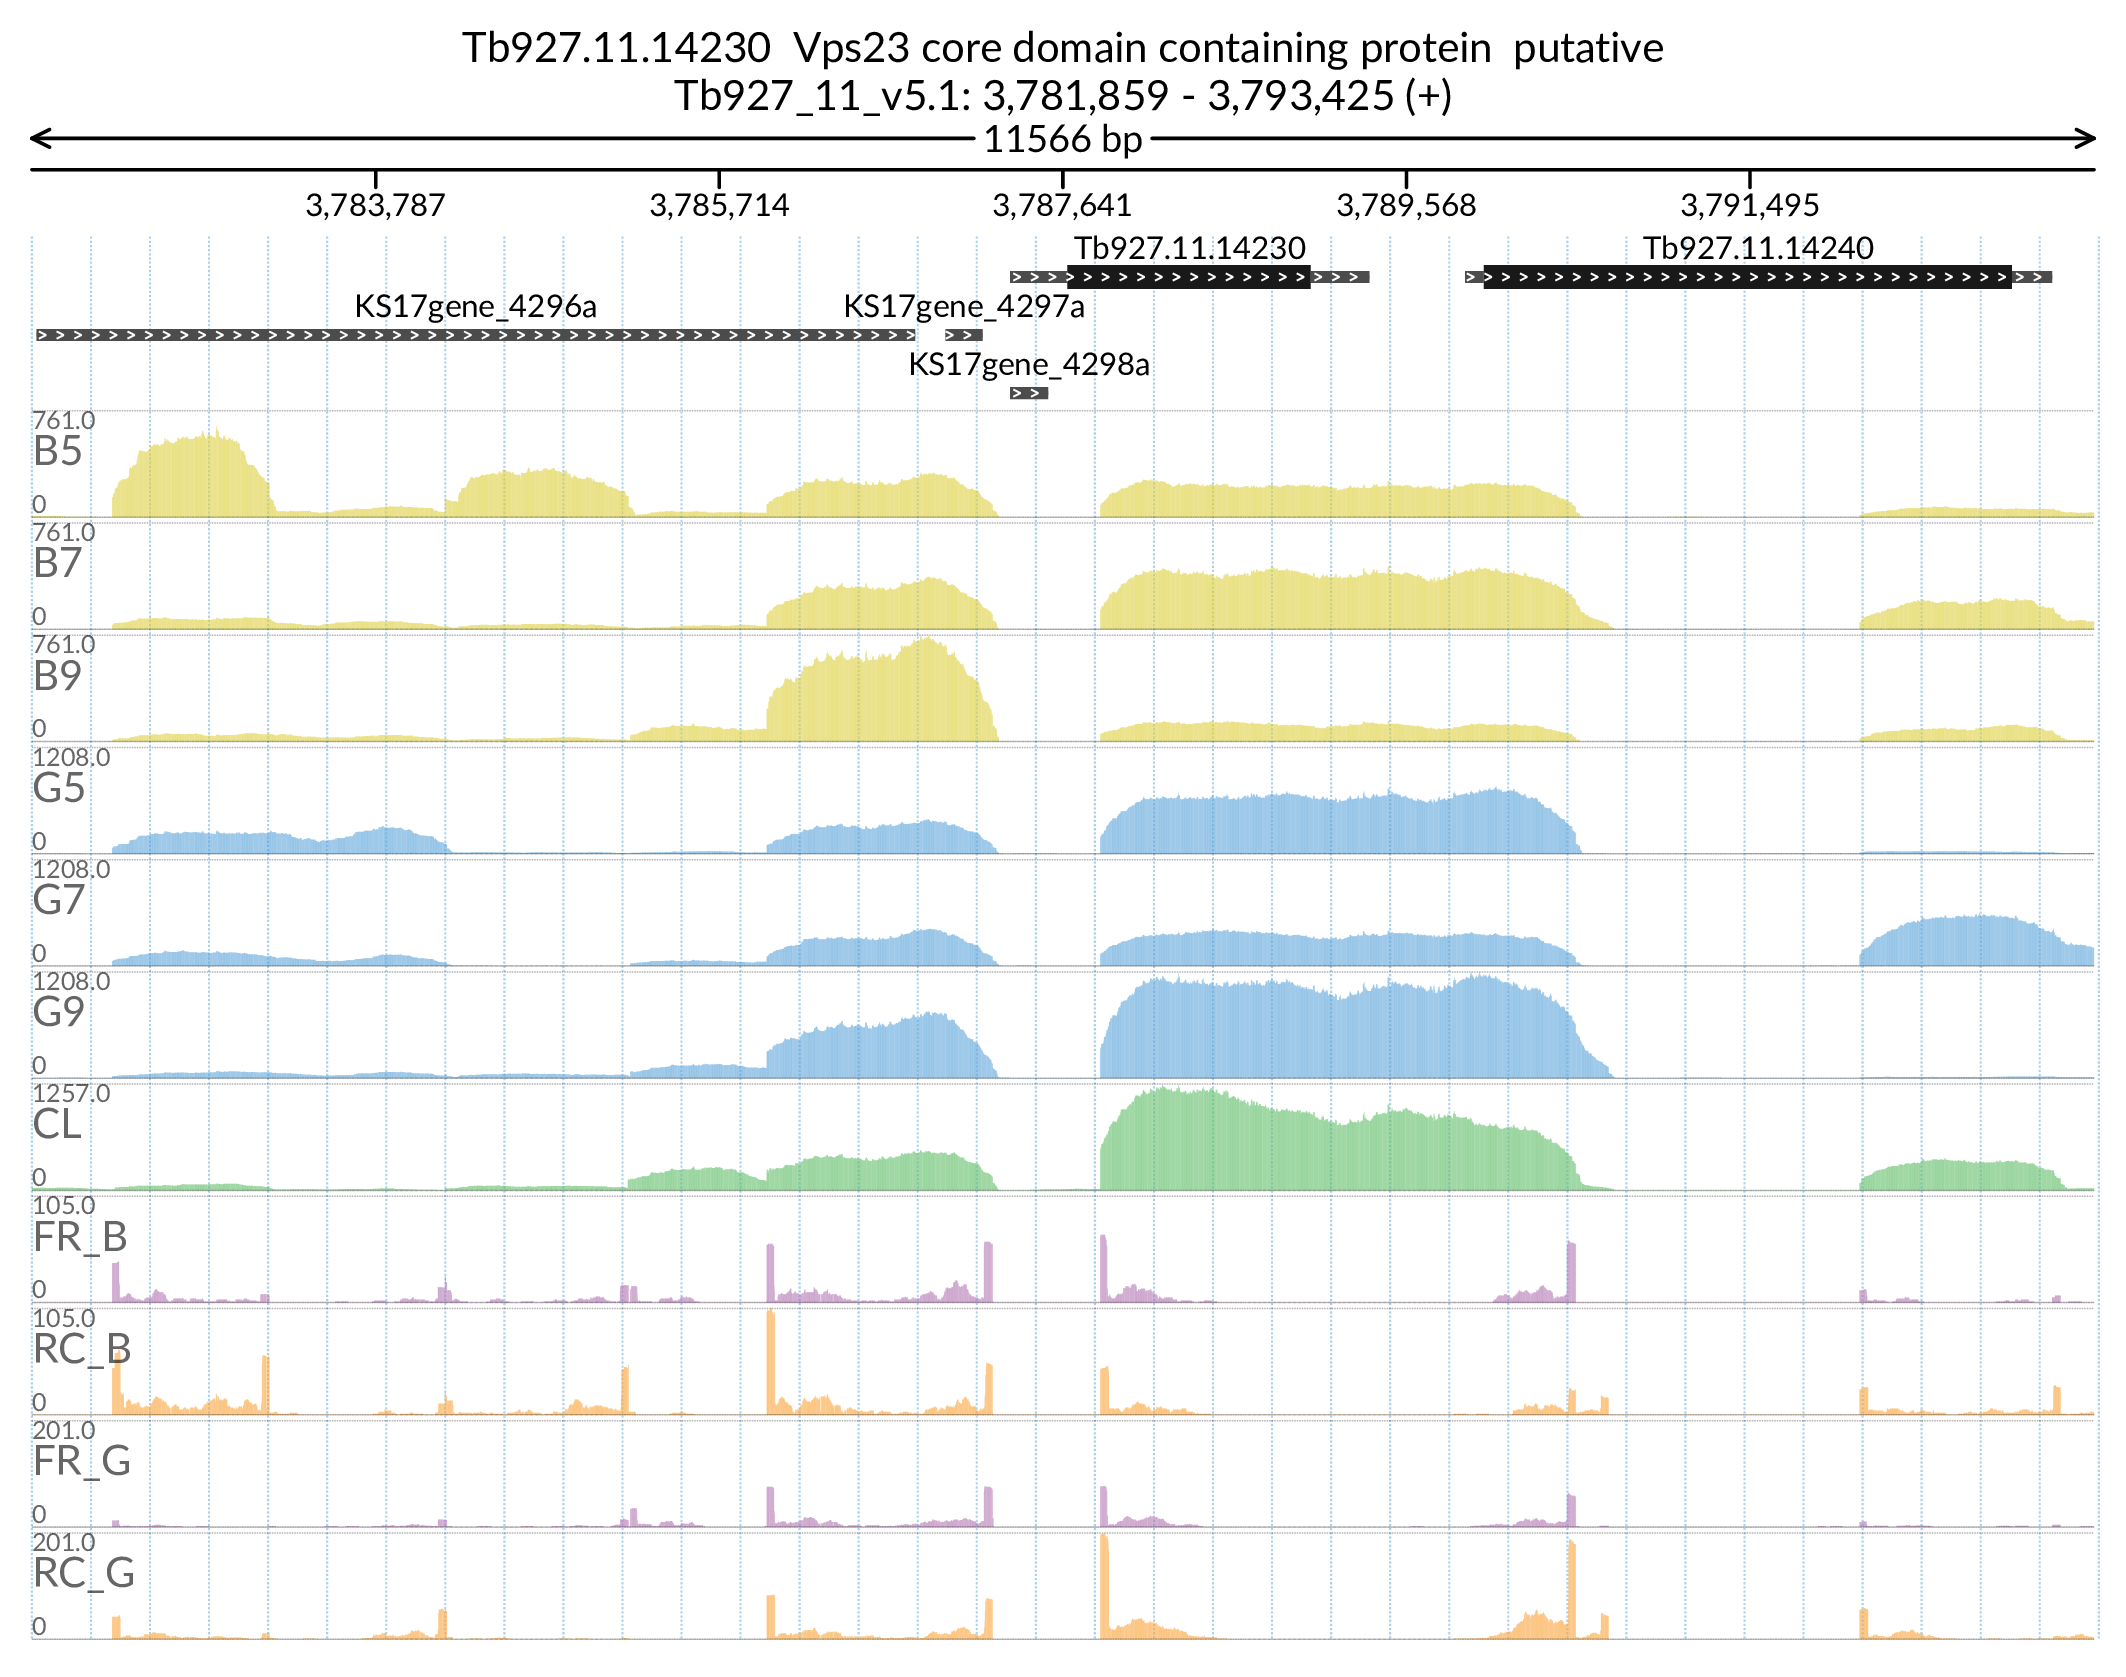 Tb927.11.14230  Vps23 core domain containing protein  putative
Tb927_11_v5.1: 3,781,859 - 3,793,425 (+)
11566 bp
3,783,787 3,785,714 3,787,641 3,789,568 3,791,495
Tb927.11.14230 Tb927.11.14240
KS17gene_4296a KS17gene_4297a
KS17gene_4298a
761.0
B5
0
761.0
B7
0
761.0
B9
0
1208.0
G5
0
1208.0
G7
0
1208.0
G9
0
1257.0
CL
0
105.0
FR_B
0
105.0
RC_B
0
201.0
FR_G
0
201.0
RC_G
0